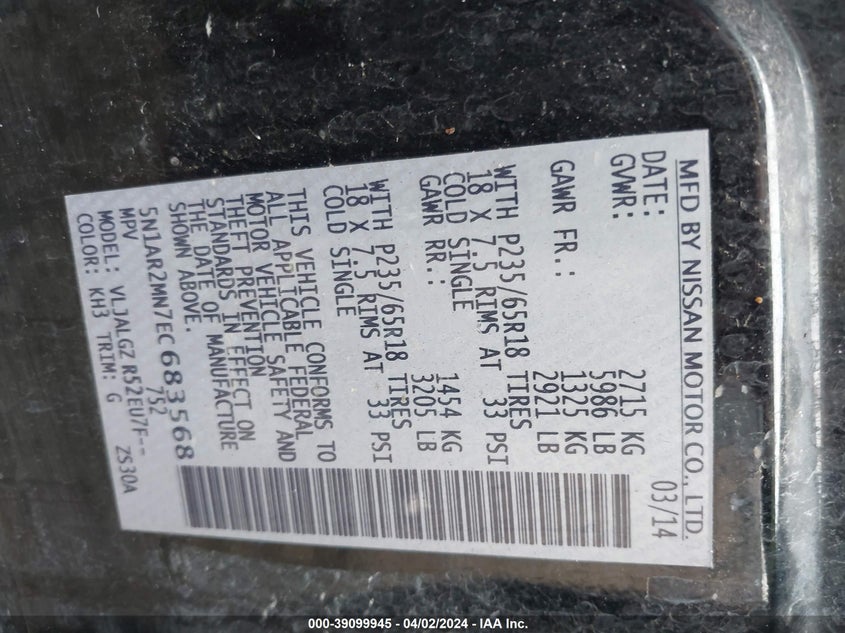 MFD BY NISSAN MOTOR CO., LTD.
DATE: 03/14
GVWR: 2715 KG
5986 LB
GAWR FR.: 1325 KG
2921 LB
WITH P235/65R18 TIRES
18 X 7.5 RIMS AT 33 PSI
COLD SINGLE
GAWR RR.: 1454 KG
3205 LB
WITH P235/65R18 TIRES
18 X 7.5 RIMS AT 33 PSI
COLD SINGLE
THIS VEHICLE CONFORMS TO
ALL APPLICABLE FEDERAL
MOTOR VEHICLE SAFETY AND
THEFT PREVENTION
STANDARDS IN EFFECT ON
THE DATE OF MANUFACTURE
SHOWN ABOVE.
5N1AR2MN7EC683568
MPV 752
MODEL: VLJALGZ R52EU7F--
COLOR: KH3 TRIM: G ZS30A
000-39099945 - 04/02/2024 - IAA Inc.